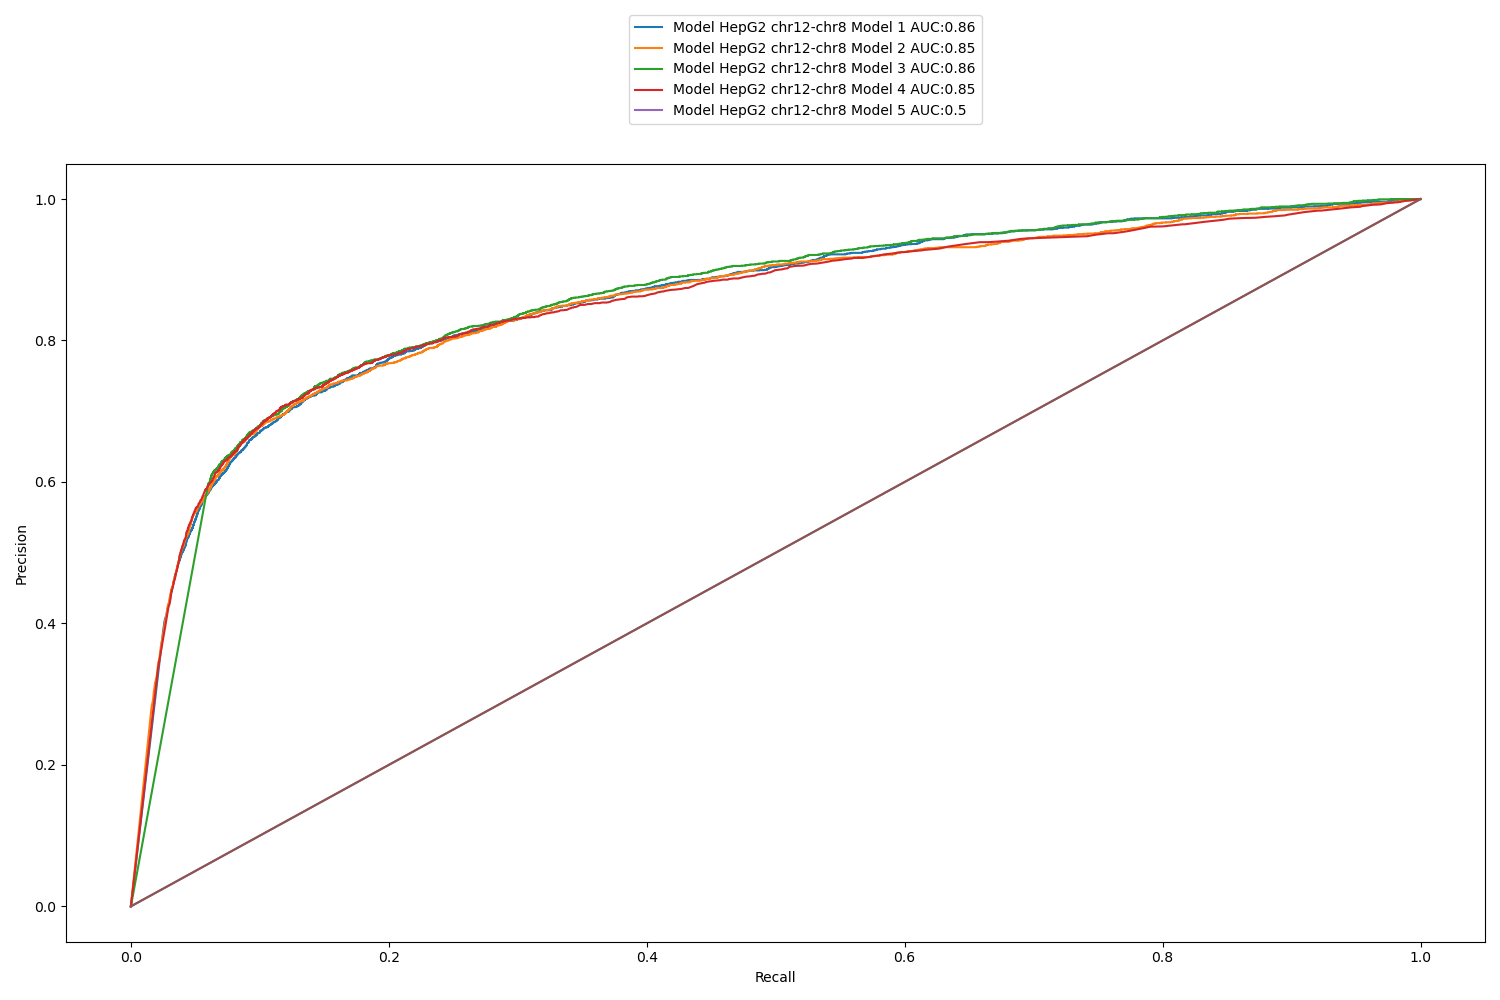 Model HepG2 chr12-chr8 Model 1 AUC:0.86
Model HepG2 chr12-chr8 Model 2 AUC:0.85
Model HepG2 chr12-chr8 Model 3 AUC:0.86
Model HepG2 chr12-chr8 Model 4 AUC:0.85
Model HepG2 chr12-chr8 Model 5 AUC:0.5
1.0
0.8
0.6
0.4
0.2
0.0
Precision
0.0 0.2 0.4 0.6 0.8 1.0
Recall